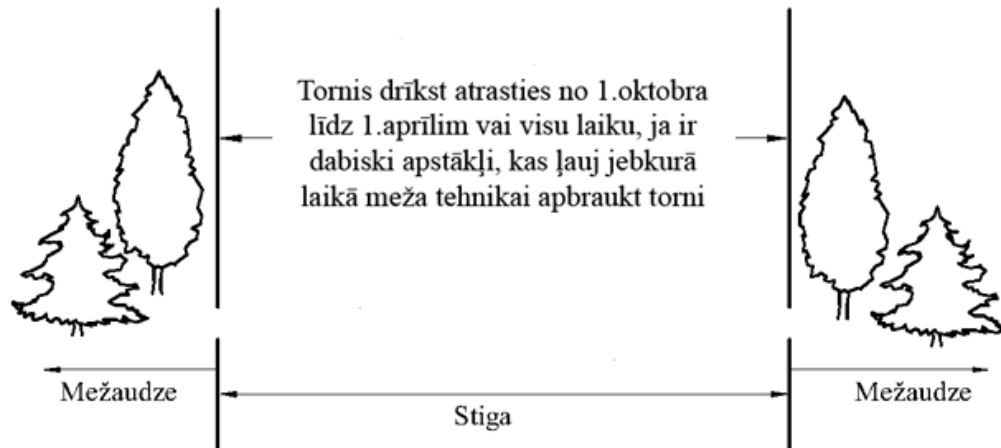 Tornis drīkst atrasties no 1.oktobra
līdz 1.aprīlim vai visu laiku, ja ir
dabiski apstākļi, kas ļauj jebkurā
laikā meža tehnikai apbraukt torni
Mežaudze
Stiga
Mežaudze